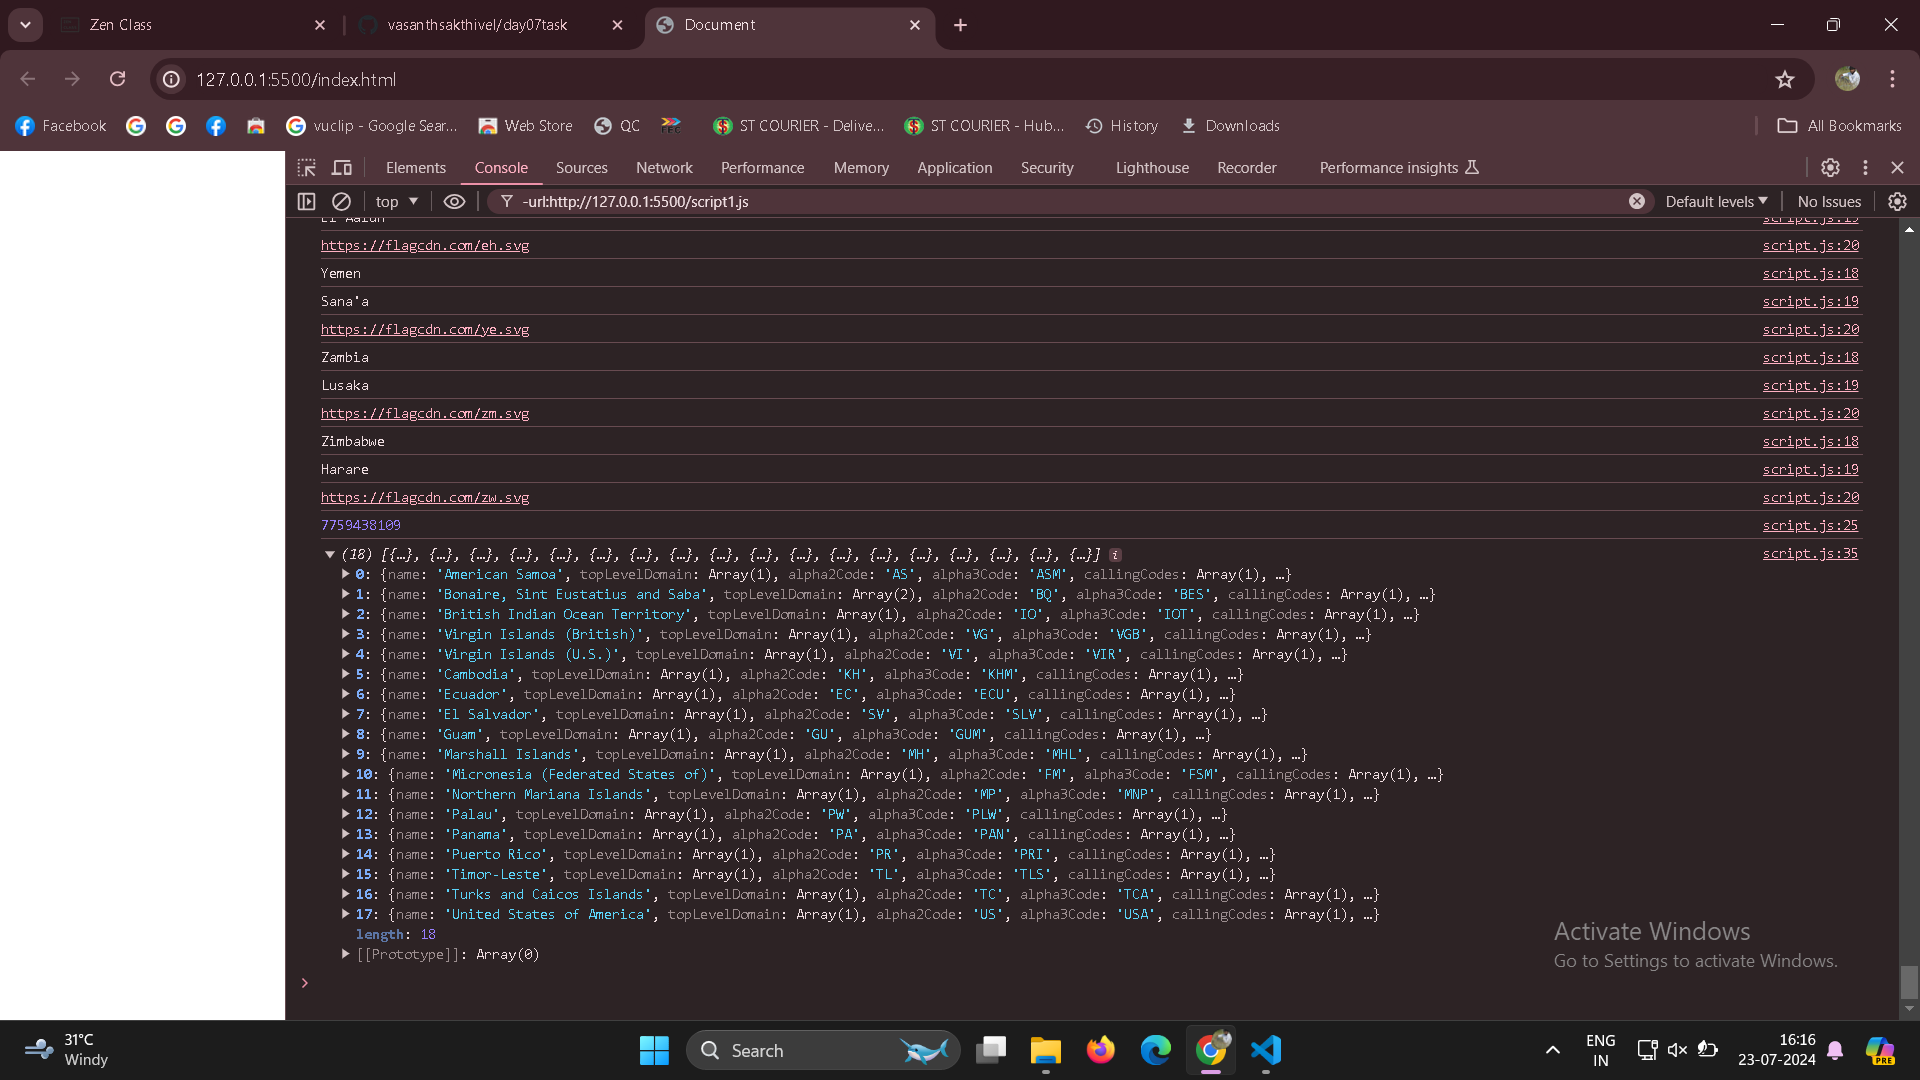 Zen Class
vasanthsakthivel/day07task
Document
127.0.0.1:5500/index.html
Facebook
vuclip - Google Sear...
Web Store
QC
ST COURIER - Delive...
ST COURIER - Hub...
History
Downloads
All Bookmarks
Elements
Console
Sources
Network
Performance
Memory
Application
Security
Lighthouse
Recorder
Performance insights
top
-url:http://127.0.0.1:5500/script1.js
Default levels
No Issues
El Aaiún script.js:19
https://flagcdn.com/eh.svg script.js:20
Yemen script.js:18
Sana'a script.js:19
https://flagcdn.com/ye.svg script.js:20
Zambia script.js:18
Lusaka script.js:19
https://flagcdn.com/zm.svg script.js:20
Zimbabwe script.js:18
Harare script.js:19
https://flagcdn.com/zw.svg script.js:20
7759438109 script.js:25
(18) [{…}, {…}, {…}, {…}, {…}, {…}, {…}, {…}, {…}, {…}, {…}, {…}, {…}, {…}, {…}, {…}, {…}, {…}] i script.js:35
0: {name: 'American Samoa', topLevelDomain: Array(1), alpha2Code: 'AS', alpha3Code: 'ASM', callingCodes: Array(1), …}
1: {name: 'Bonaire, Sint Eustatius and Saba', topLevelDomain: Array(2), alpha2Code: 'BQ', alpha3Code: 'BES', callingCodes: Array(1), …}
2: {name: 'British Indian Ocean Territory', topLevelDomain: Array(1), alpha2Code: 'IO', alpha3Code: 'IOT', callingCodes: Array(1), …}
3: {name: 'Virgin Islands (British)', topLevelDomain: Array(1), alpha2Code: 'VG', alpha3Code: 'VGB', callingCodes: Array(1), …}
4: {name: 'Virgin Islands (U.S.)', topLevelDomain: Array(1), alpha2Code: 'VI', alpha3Code: 'VIR', callingCodes: Array(1), …}
5: {name: 'Cambodia', topLevelDomain: Array(1), alpha2Code: 'KH', alpha3Code: 'KHM', callingCodes: Array(1), …}
6: {name: 'Ecuador', topLevelDomain: Array(1), alpha2Code: 'EC', alpha3Code: 'ECU', callingCodes: Array(1), …}
7: {name: 'El Salvador', topLevelDomain: Array(1), alpha2Code: 'SV', alpha3Code: 'SLV', callingCodes: Array(1), …}
8: {name: 'Guam', topLevelDomain: Array(1), alpha2Code: 'GU', alpha3Code: 'GUM', callingCodes: Array(1), …}
9: {name: 'Marshall Islands', topLevelDomain: Array(1), alpha2Code: 'MH', alpha3Code: 'MHL', callingCodes: Array(1), …}
10: {name: 'Micronesia (Federated States of)', topLevelDomain: Array(1), alpha2Code: 'FM', alpha3Code: 'FSM', callingCodes: Array(1), …}
11: {name: 'Northern Mariana Islands', topLevelDomain: Array(1), alpha2Code: 'MP', alpha3Code: 'MNP', callingCodes: Array(1), …}
12: {name: 'Palau', topLevelDomain: Array(1), alpha2Code: 'PW', alpha3Code: 'PLW', callingCodes: Array(1), …}
13: {name: 'Panama', topLevelDomain: Array(1), alpha2Code: 'PA', alpha3Code: 'PAN', callingCodes: Array(1), …}
14: {name: 'Puerto Rico', topLevelDomain: Array(1), alpha2Code: 'PR', alpha3Code: 'PRI', callingCodes: Array(1), …}
15: {name: 'Timor-Leste', topLevelDomain: Array(1), alpha2Code: 'TL', alpha3Code: 'TLS', callingCodes: Array(1), …}
16: {name: 'Turks and Caicos Islands', topLevelDomain: Array(1), alpha2Code: 'TC', alpha3Code: 'TCA', callingCodes: Array(1), …}
17: {name: 'United States of America', topLevelDomain: Array(1), alpha2Code: 'US', alpha3Code: 'USA', callingCodes: Array(1), …}
length: 18
[[Prototype]]: Array(0)
Activate Windows
Go to Settings to activate Windows.
31°C
Windy
Search
ENG
IN
16:16
23-07-2024
PRE